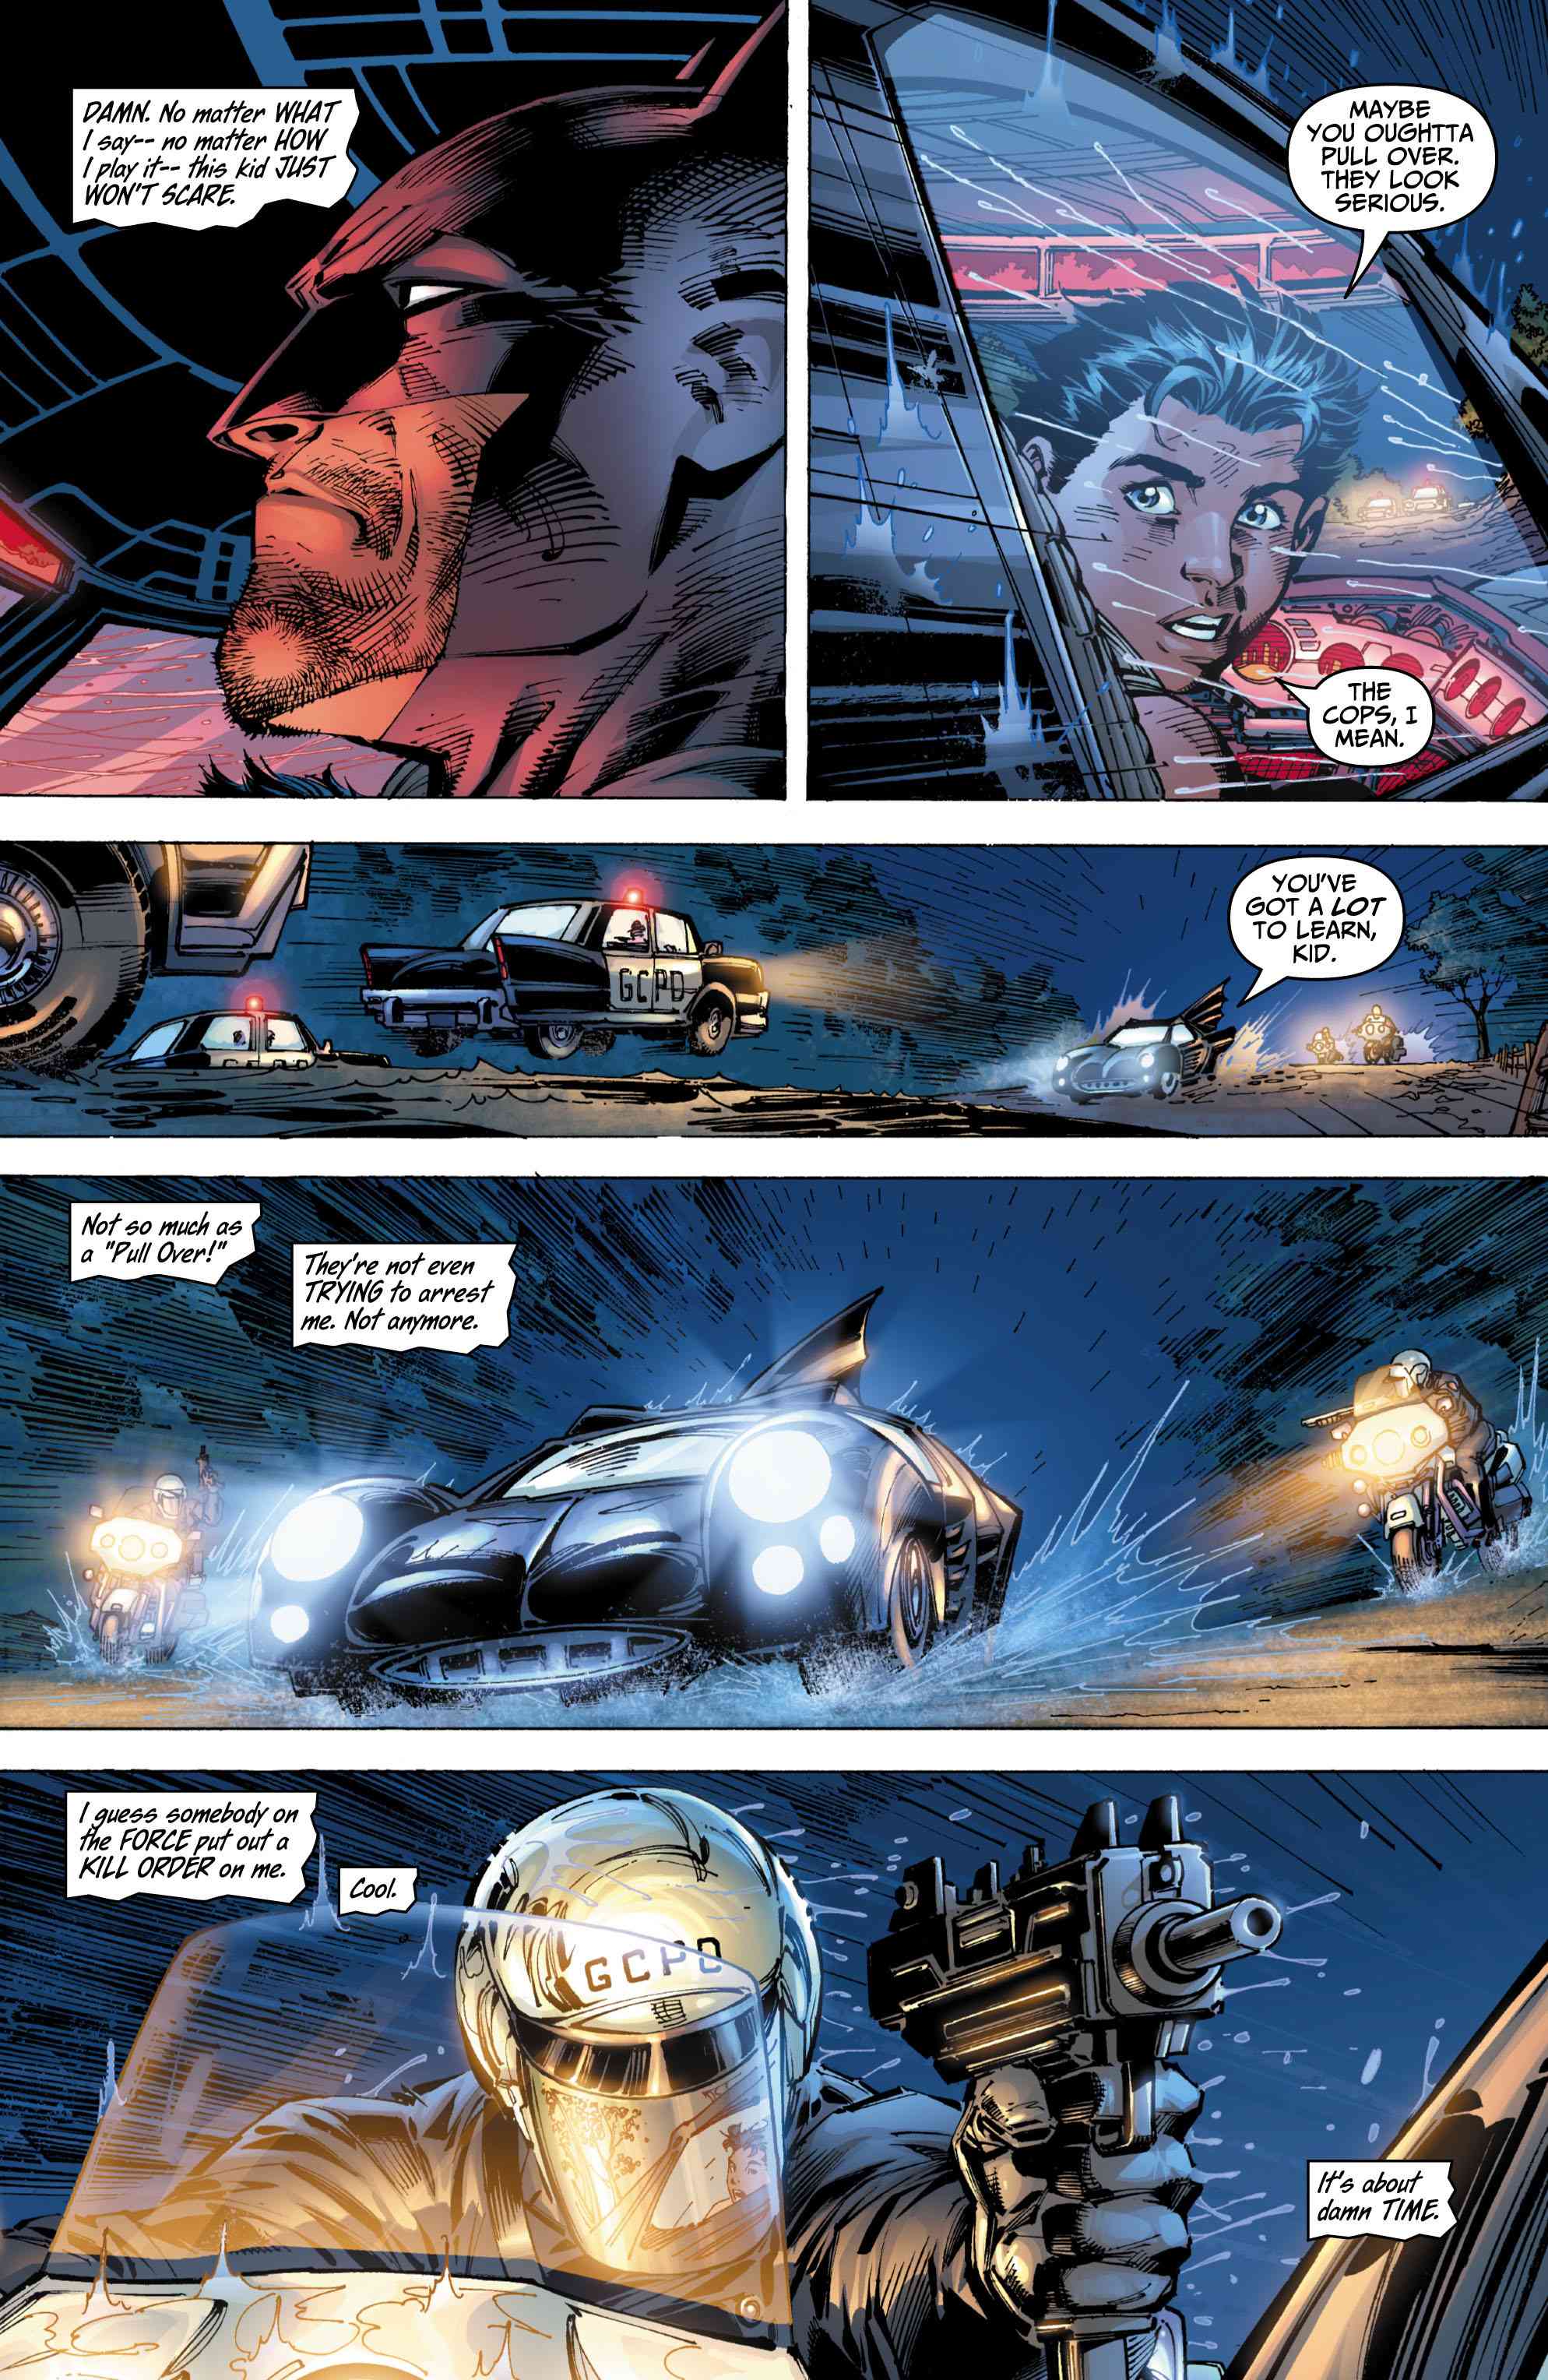 DAMN. No matter WHAT
I say-- no matter HOW
I play it-- this kid JUST
WON'T SCARE.
MAYBE
YOU OUGHTTA
PULL OVER.
THEY LOOK
SERIOUS.
THE
COPS, I
MEAN.
GCPD
GCPD
YOU'VE
GOT A LOT
TO LEARN,
KID.
Not so much as
a "Pull Over!"
They're not even
TRYING to arrest
me. Not anymore.
I guess somebody on
the FORCE put out a
KILL ORDER on me.
Cool.
GCPD
It's about
damn TIME.